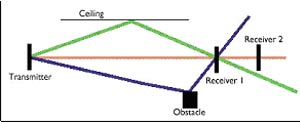 Ceiling
Receiver 2
Transmitter
Receiver 1
Obstacle